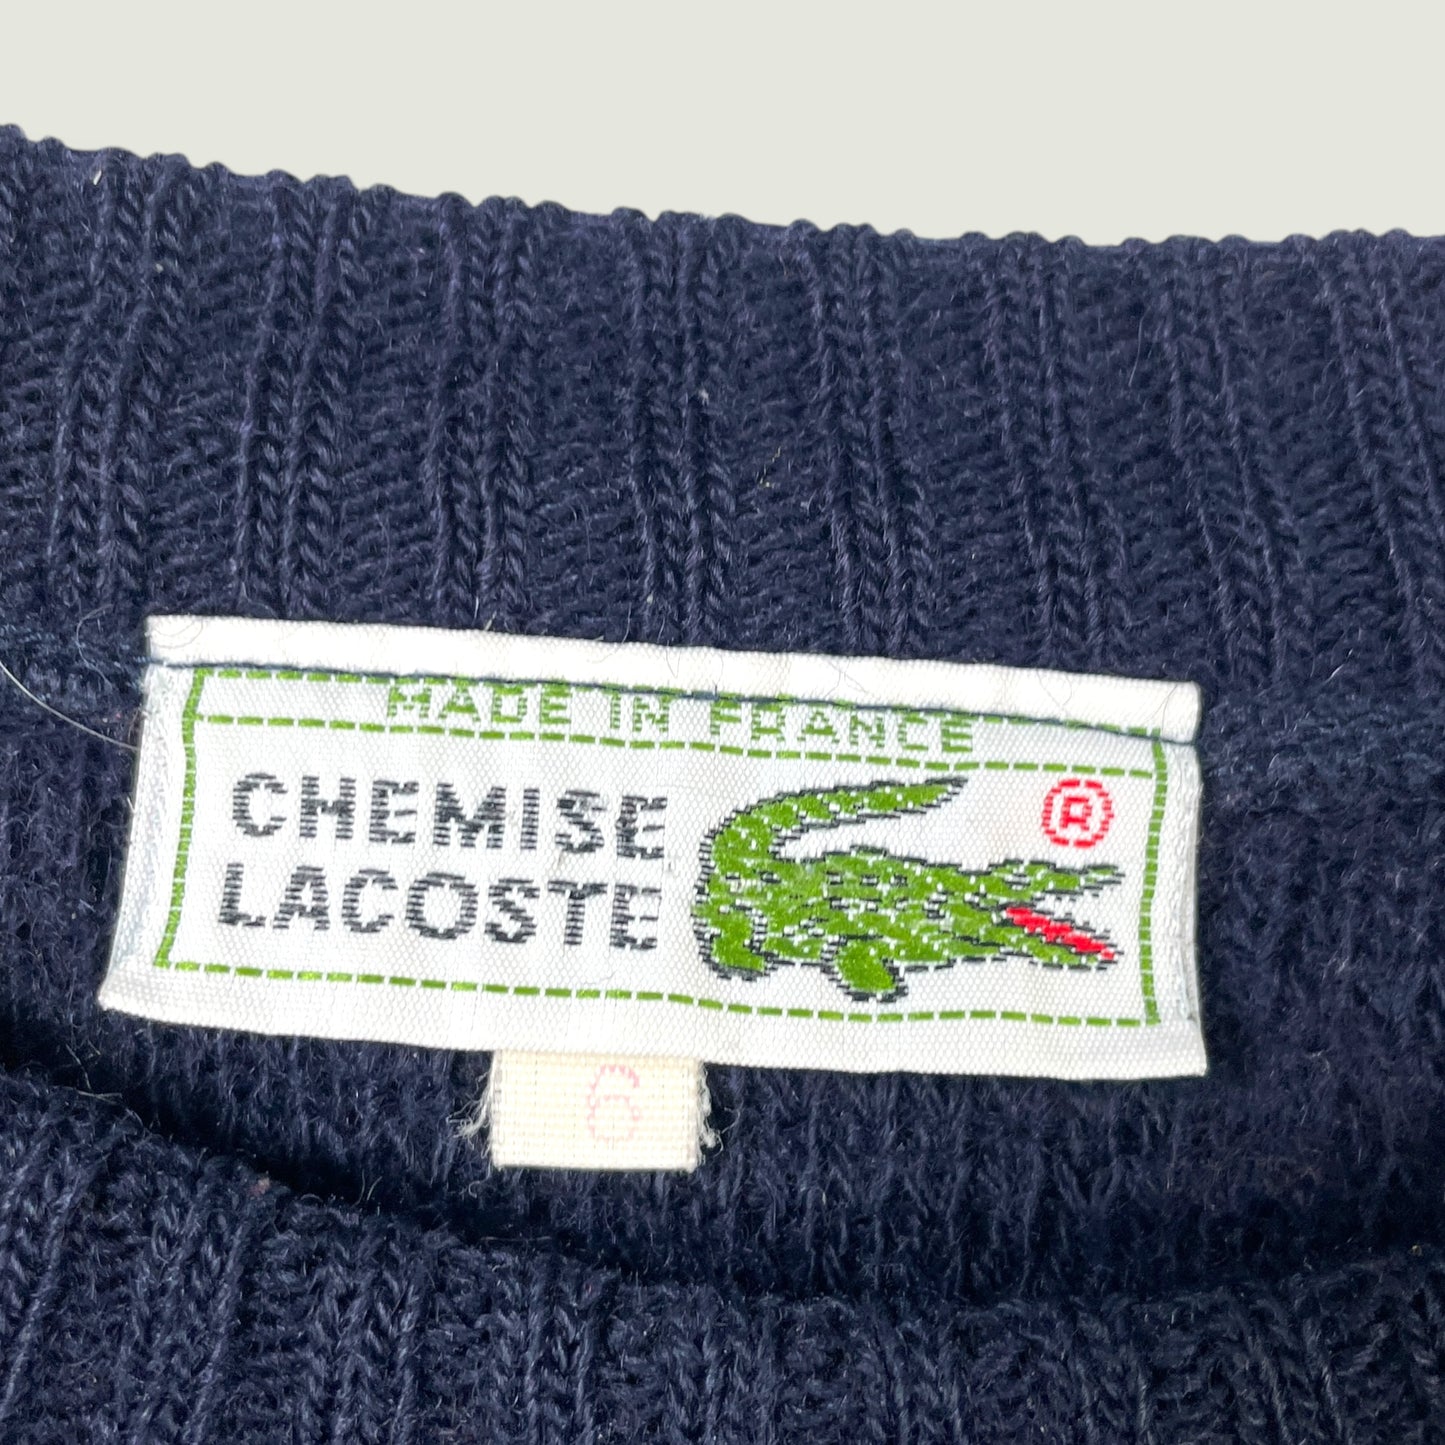 MADE IN FRANCE
CHEMISE
LACOSTE
®
6